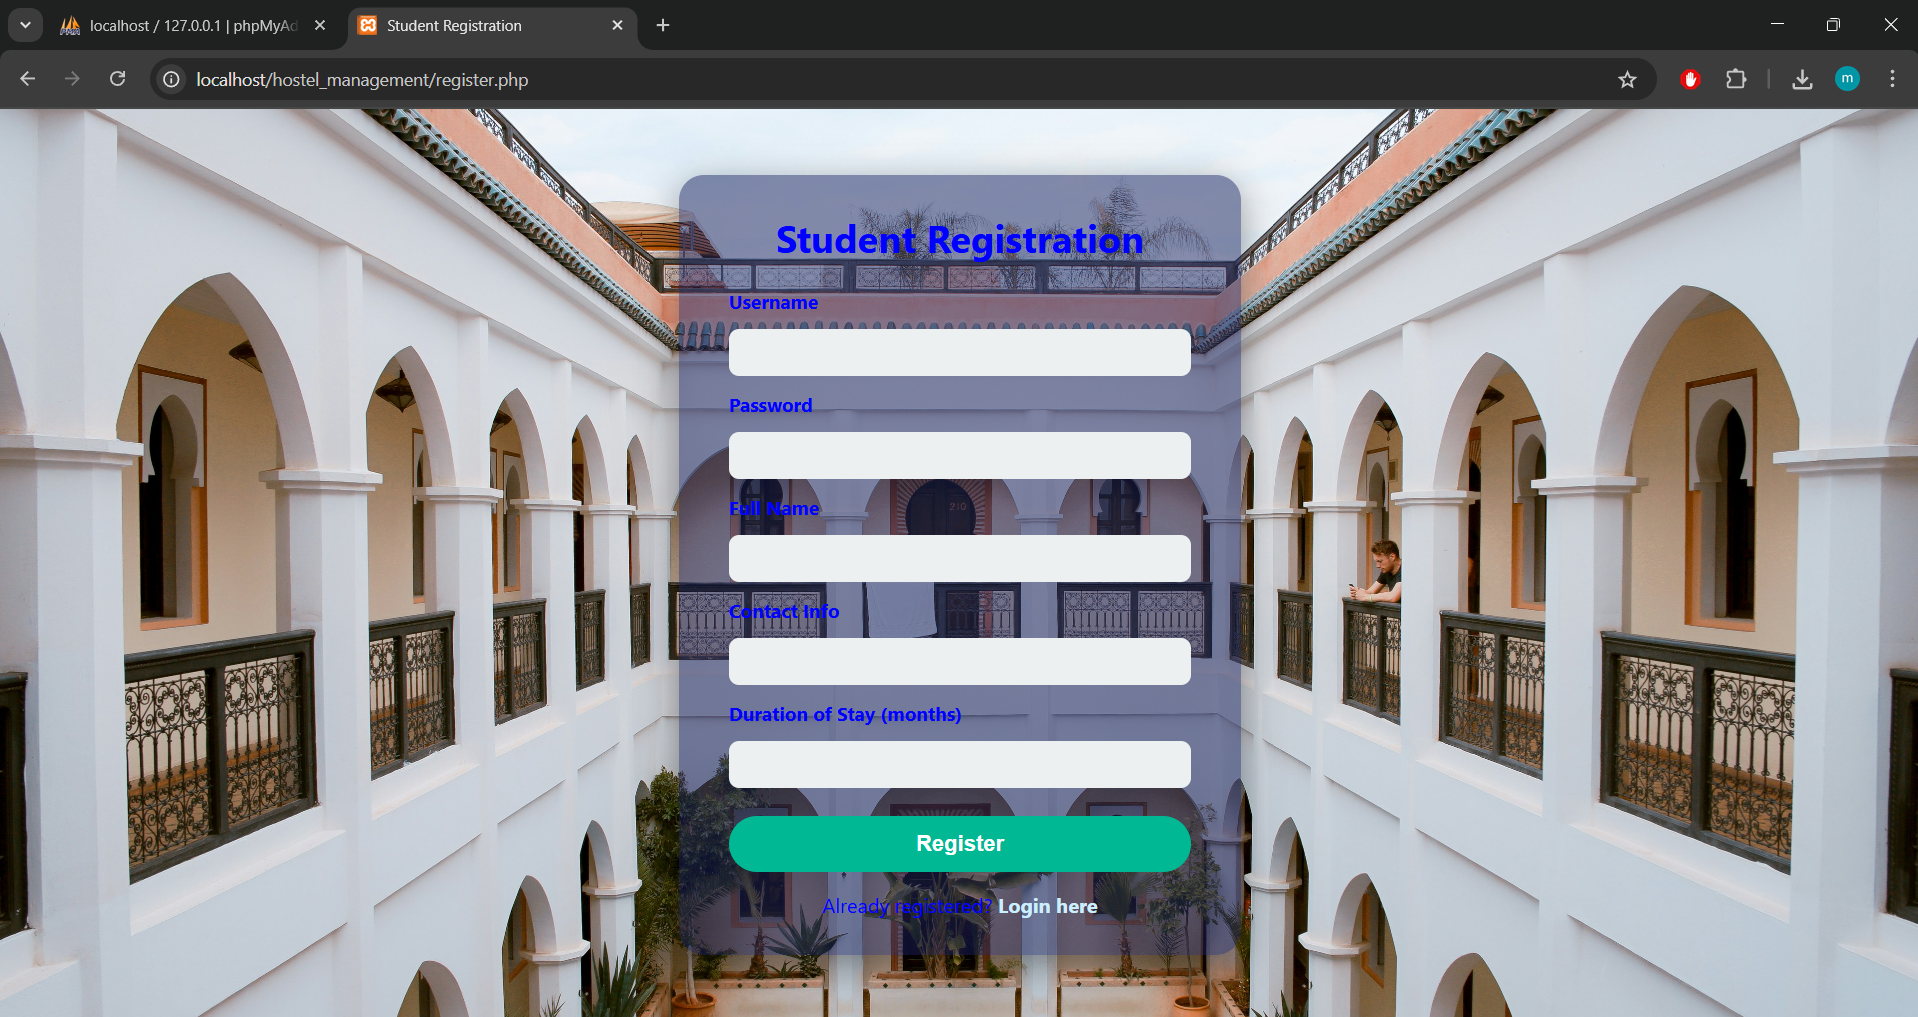 localhost / 127.0.0.1 | phpMyAd
Student Registration
localhost/hostel_management/register.php
m
Student Registration
Username
Password
Full Name
210
Contact Info
Duration of Stay (months)
Register
Already registered? Login here